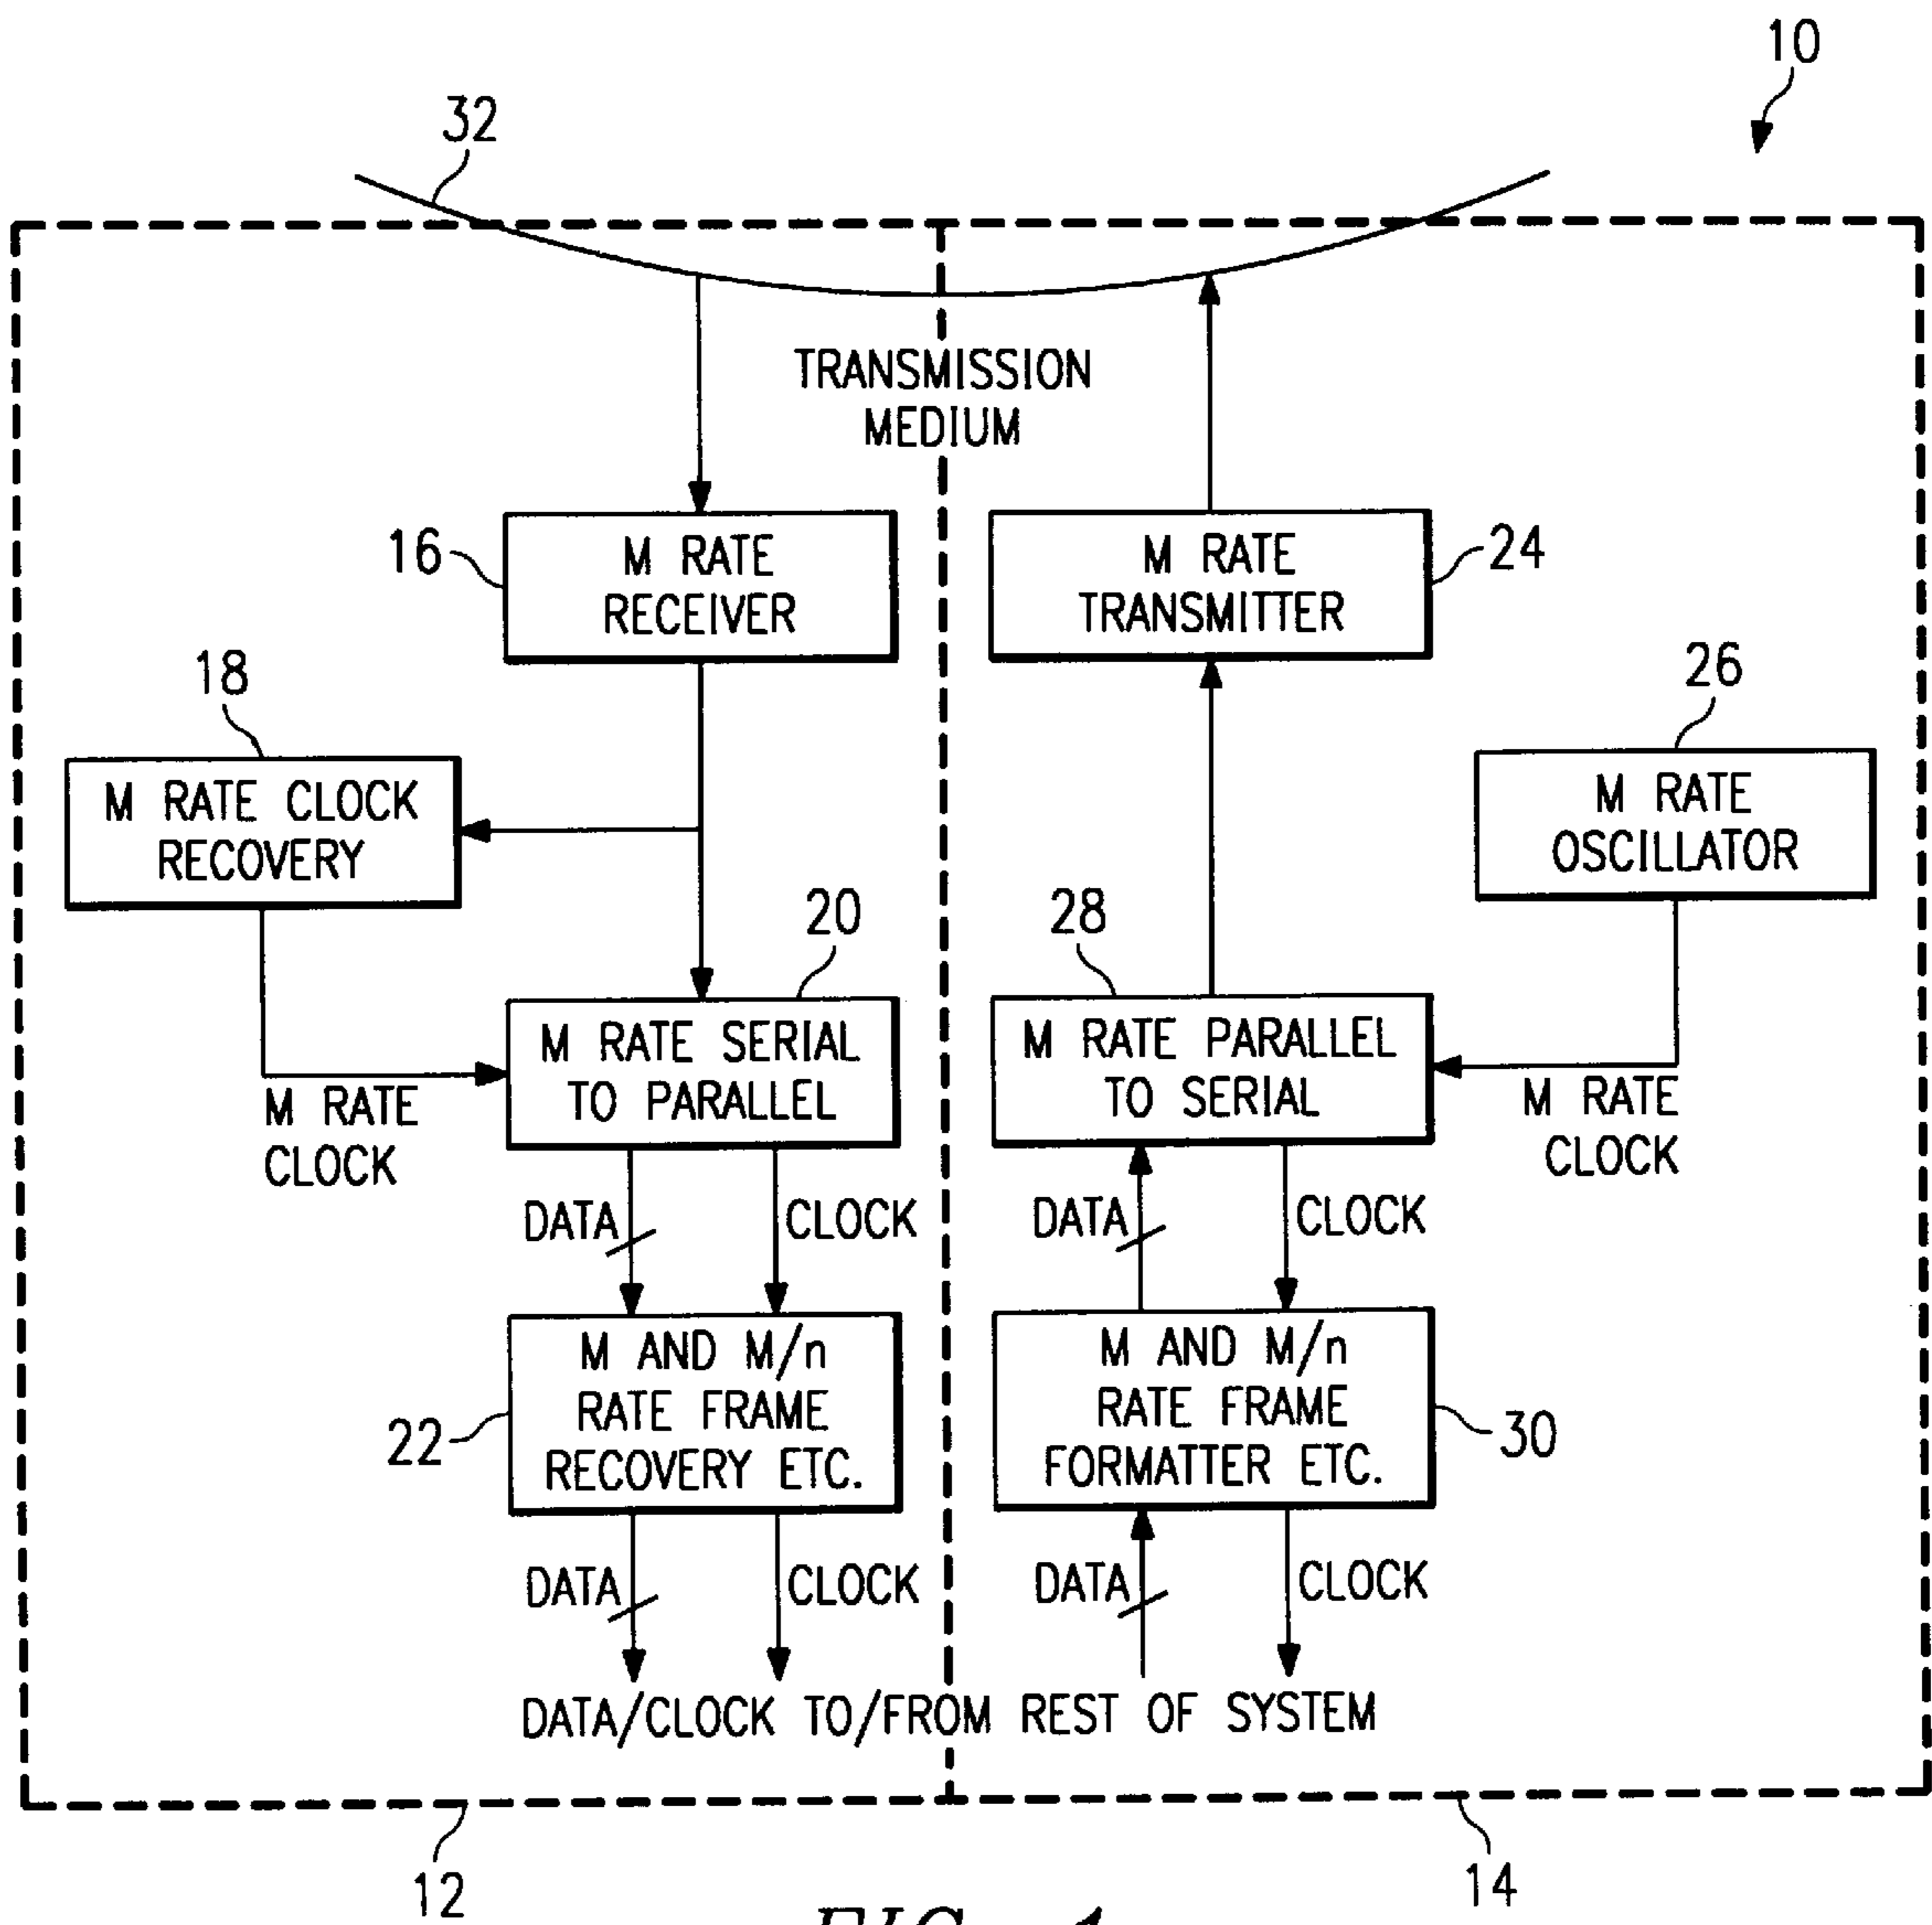 10
32
TRANSMISSION
MEDIUM
16
M RATE
RECEIVER
M RATE
TRANSMITTER
24
18
M RATE CLOCK
RECOVERY
26
M RATE
OSCILLATOR
20
28
M RATE SERIAL
TO PARALLEL
M RATE PARALLEL
TO SERIAL
M RATE
CLOCK
M RATE
CLOCK
DATA
CLOCK
DATA
CLOCK
22
M AND M/n
RATE FRAME
RECOVERY ETC.
M AND M/n
RATE FRAME
FORMATTER ETC.
30
DATA
CLOCK
DATA
CLOCK
DATA/CLOCK TO/FROM REST OF SYSTEM
12
14